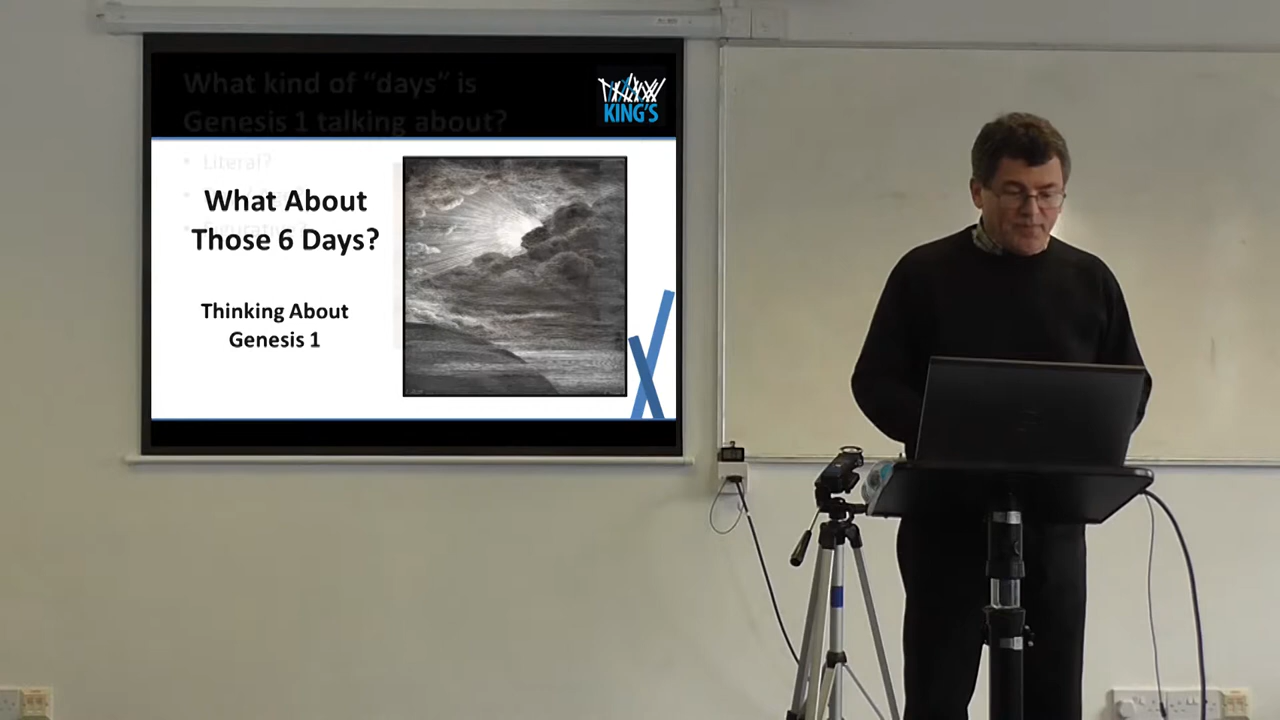 What kind of "days" is
Genesis 1 talking about?
KING'S
Literal?
What About
Those 6 Days?
Thinking About
Genesis 1